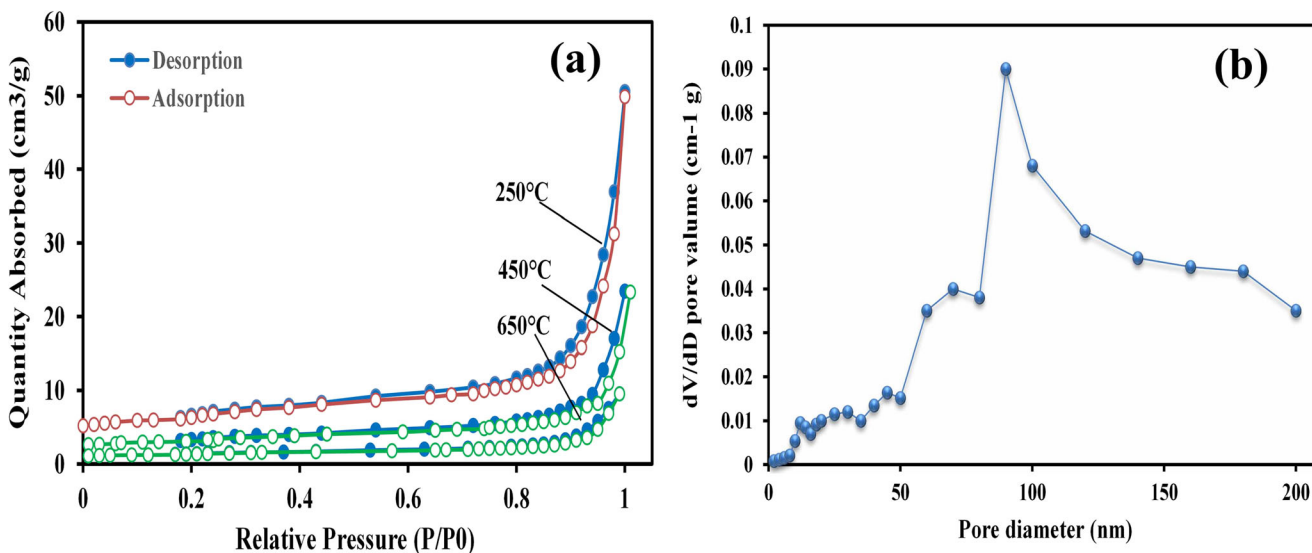 (a)
Desorption
Adsorption
Quantity Absorbed (cm3/g)
60
50
40
30
20
10
0
250°C
450°C
650°C
0
0.2
0.4
0.6
0.8
1
Relative Pressure (P/P0)
(b)
dV/dD pore valume (cm-1 g)
0.1
0.09
0.08
0.07
0.06
0.05
0.04
0.03
0.02
0.01
0
0
50
100
150
200
Pore diameter (nm)